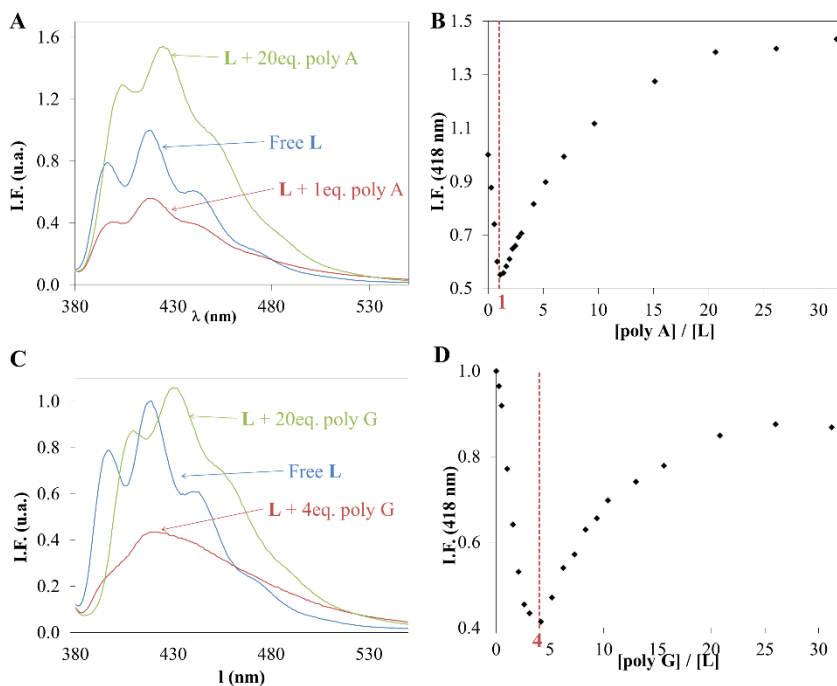 A
I.F. (u.a.)
1.6
1.2
0.8
0.4
0.0
380
430
480
530
λ (nm)
L + 20eq. poly A
Free L
L + 1eq. poly A
B
I.F. (418 nm)
1.5
1.3
1.1
0.9
0.7
0.5
0
1
5
10
15
20
25
30
[poly A] / [L]
C
I.F. (u.a.)
1.0
0.8
0.6
0.4
0.2
0.0
380
430
480
530
l (nm)
L + 20eq. poly G
Free L
L + 4eq. poly G
D
I.F. (418 nm)
1.0
0.8
0.6
0.4
0
4
5
10
15
20
25
30
[poly G] / [L]